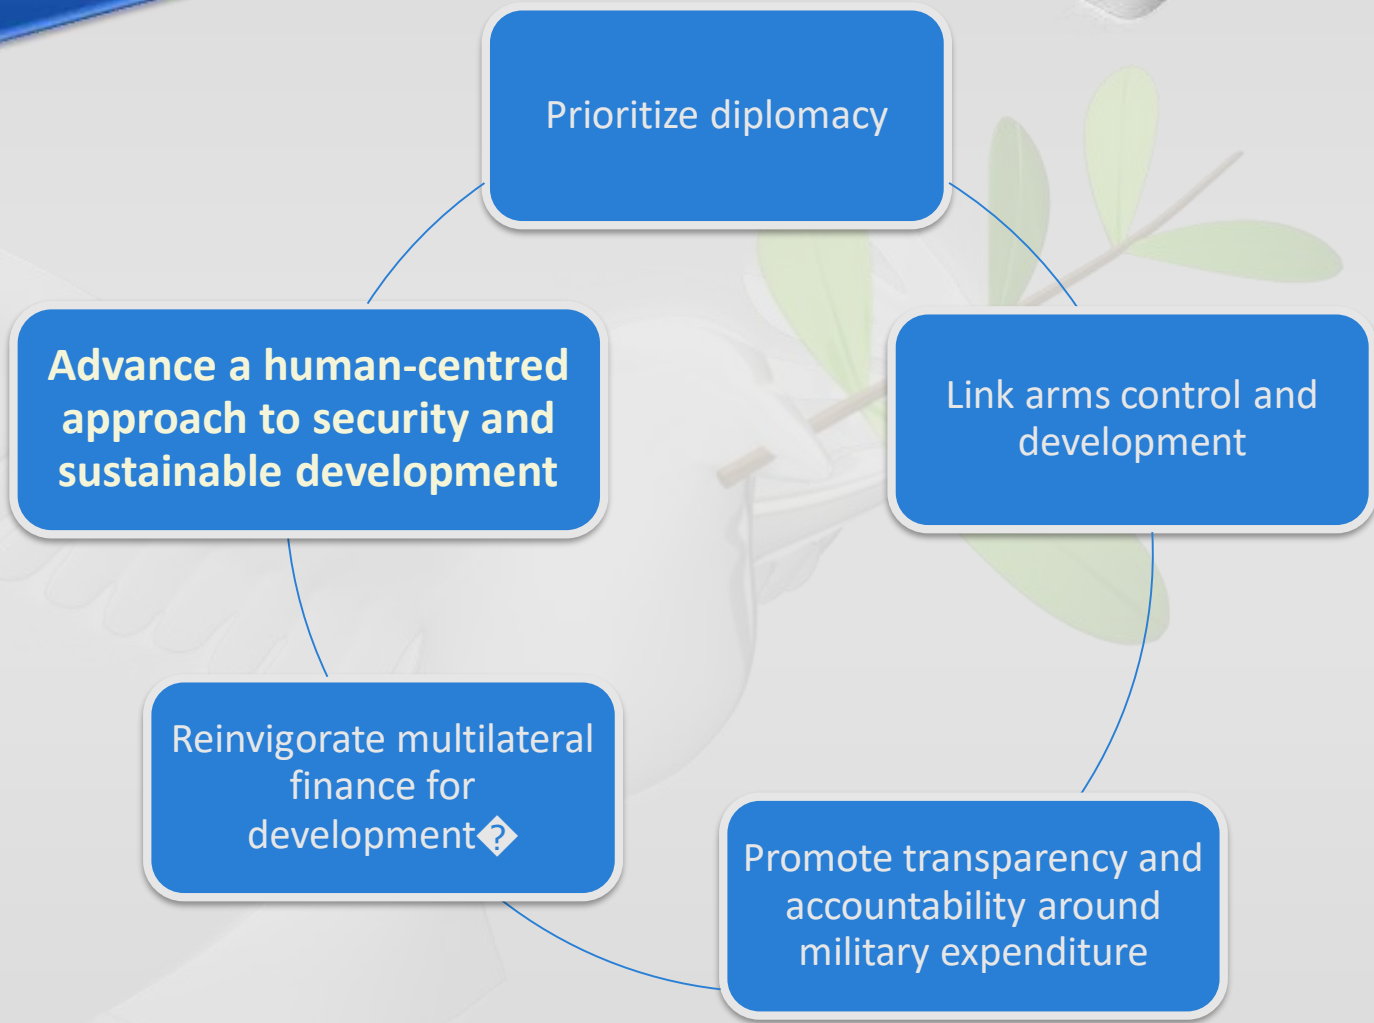 Prioritize diplomacy
Advance a human-centred
approach to security and
sustainable development
Link arms control and
development
Reinvigorate multilateral
finance for
development�
Promote transparency and
accountability around
military expenditure